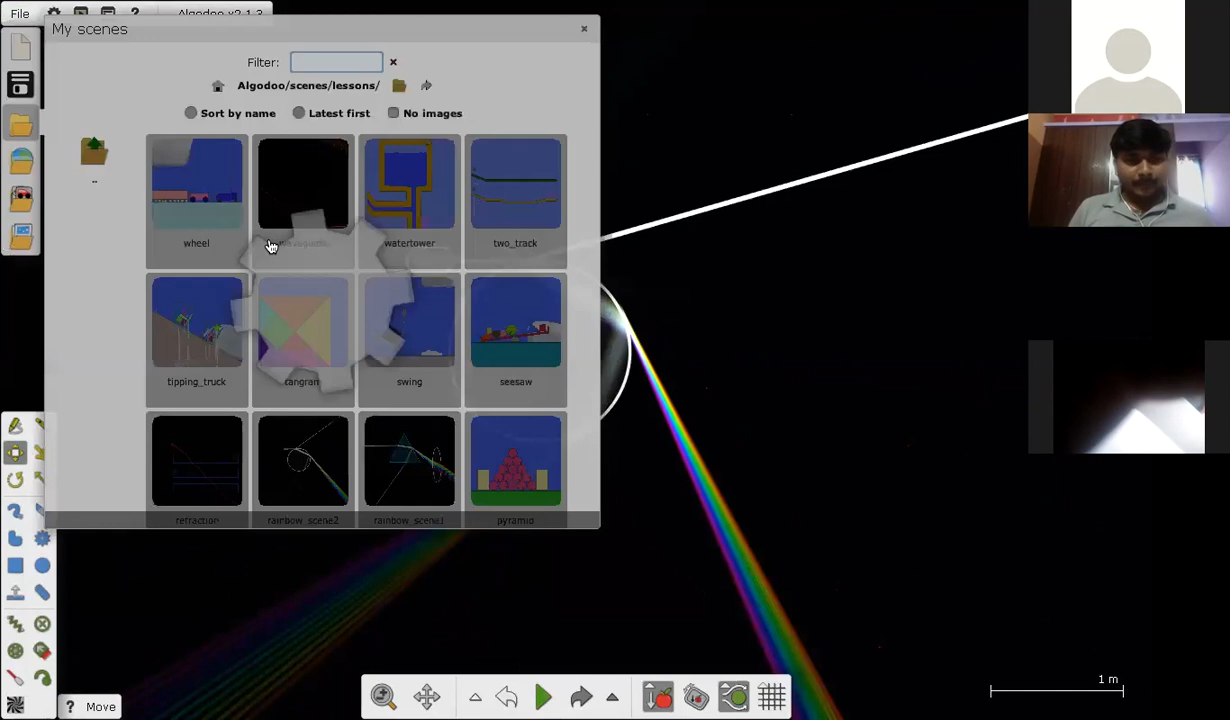 File
Algodoo v2.1.3
My scenes
Filter:
Algodoo/scenes/lessons/
Sort by name
Latest first
No images
..
wheel
watertower
two_track
tipping_truck
tangram
swing
seesaw
refraction
rainbow_scene2
rainbow_scene1
pyramid
1 m
? Move